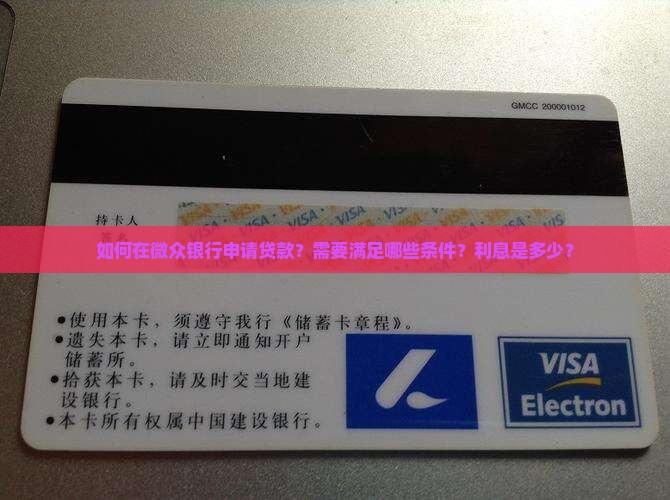 GMCC 200001012
持卡人
签名
VISA VISA VISA VISA VISA
如何在微众银行申请贷款？需要满足哪些条件？利息是多少？
●使用本卡，须遵守我行《储蓄卡章程》。
●遗失本卡，请立即通知开户
储蓄所。
●拾获本卡，请及时交当地建
设银行。
●本卡所有权属中国建设银行。
VISA
Electron